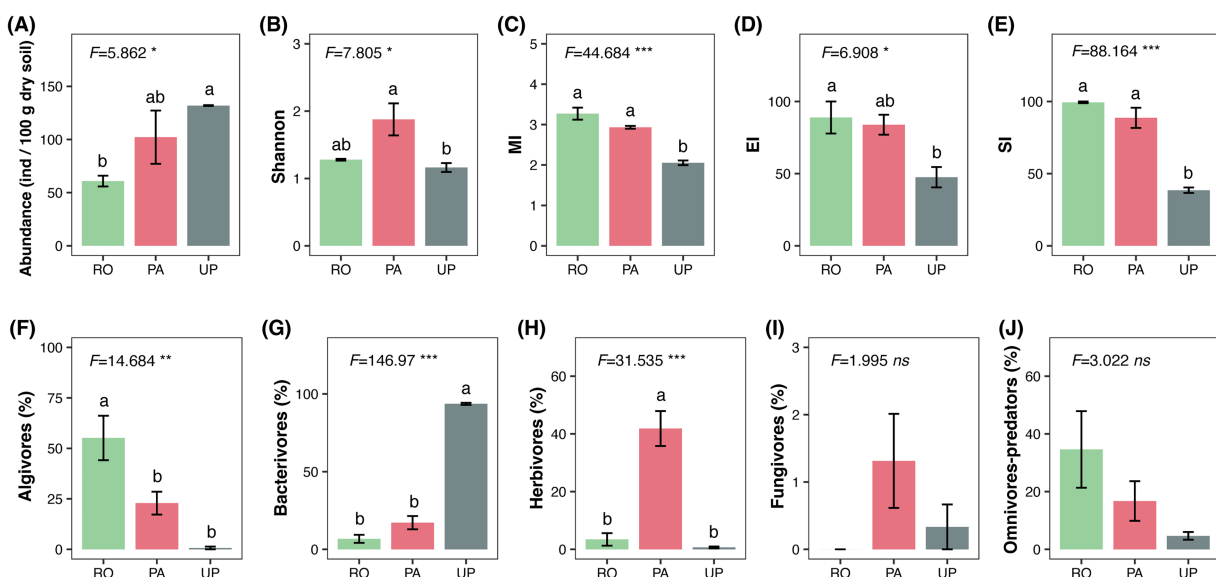 (A)
Abundance (ind / 100 g dry soil)
F=5.862 *
150
100
50
0
b
ab
a
RO PA UP
(B)
Shannon
F=7.805 *
3
2
1
0
ab
a
b
RO PA UP
(C)
MI
F=44.684 ***
5
4
3
2
1
0
a
a
b
RO PA UP
(D)
EI
F=6.908 *
100
50
0
a
ab
b
RO PA UP
(E)
SI
F=88.164 ***
100
50
0
a
a
b
RO PA UP
(F)
Algivores (%)
F=14.684 **
100
75
50
25
0
a
b
b
RO PA UP
(G)
Bacterivores (%)
F=146.97 ***
100
50
0
b
b
a
RO PA UP
(H)
Herbivores (%)
F=31.535 ***
60
40
20
0
b
a
b
RO PA UP
(I)
Fungivores (%)
F=1.995 ns
3
2
1
0
RO PA UP
(J)
Omnivores-predators (%)
F=3.022 ns
60
40
20
0
RO PA UP